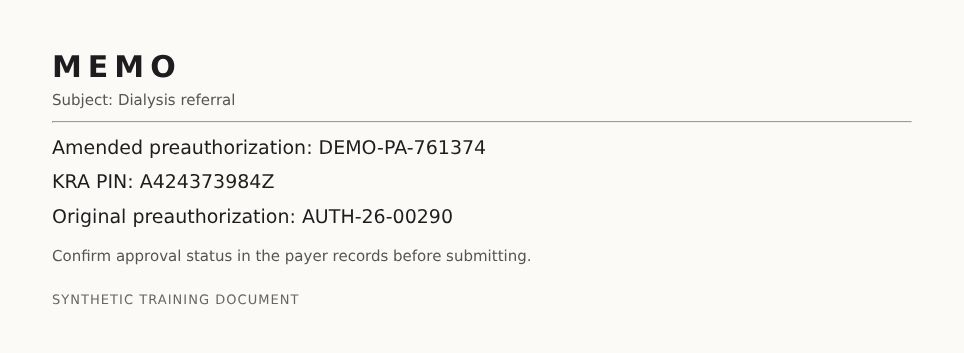 MEMO
Subject: Dialysis referral
Amended preauthorization: DEMO-PA-761374
KRA PIN: A424373984Z
Original preauthorization: AUTH-26-00290
Confirm approval status in the payer records before submitting.
SYNTHETIC TRAINING DOCUMENT